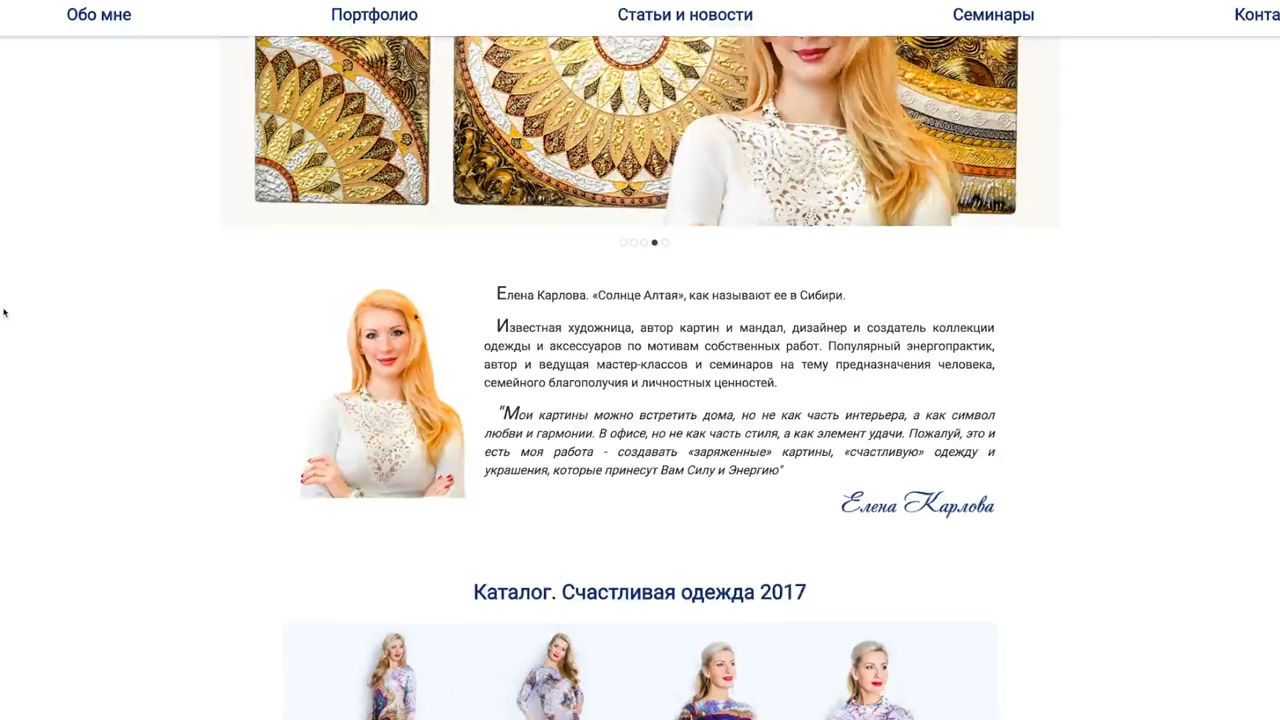 Обо мне
Портфолио
Статьи и новости
Семинары
Конта
Елена Карлова. «Солнце Алтая», как называют ее в Сибири.
Известная художница, автор картин и мандал, дизайнер и создатель коллекции
одежды и аксессуаров по мотивам собственных работ. Популярный энергопрактик,
автор и ведущая мастер-классов и семинаров на тему предназначения человека,
семейного благополучия и личностных ценностей.
"Мои картины можно встретить дома, но не как часть интерьера, а как символ
любви и гармонии. В офисе, но не как часть стиля, а как элемент удачи. Пожалуй, это и
есть моя работа - создавать «заряженные» картины, «счастливую» одежду и
украшения, которые принесут Вам Силу и Энергию"
Елена Карлова
Каталог. Счастливая одежда 2017